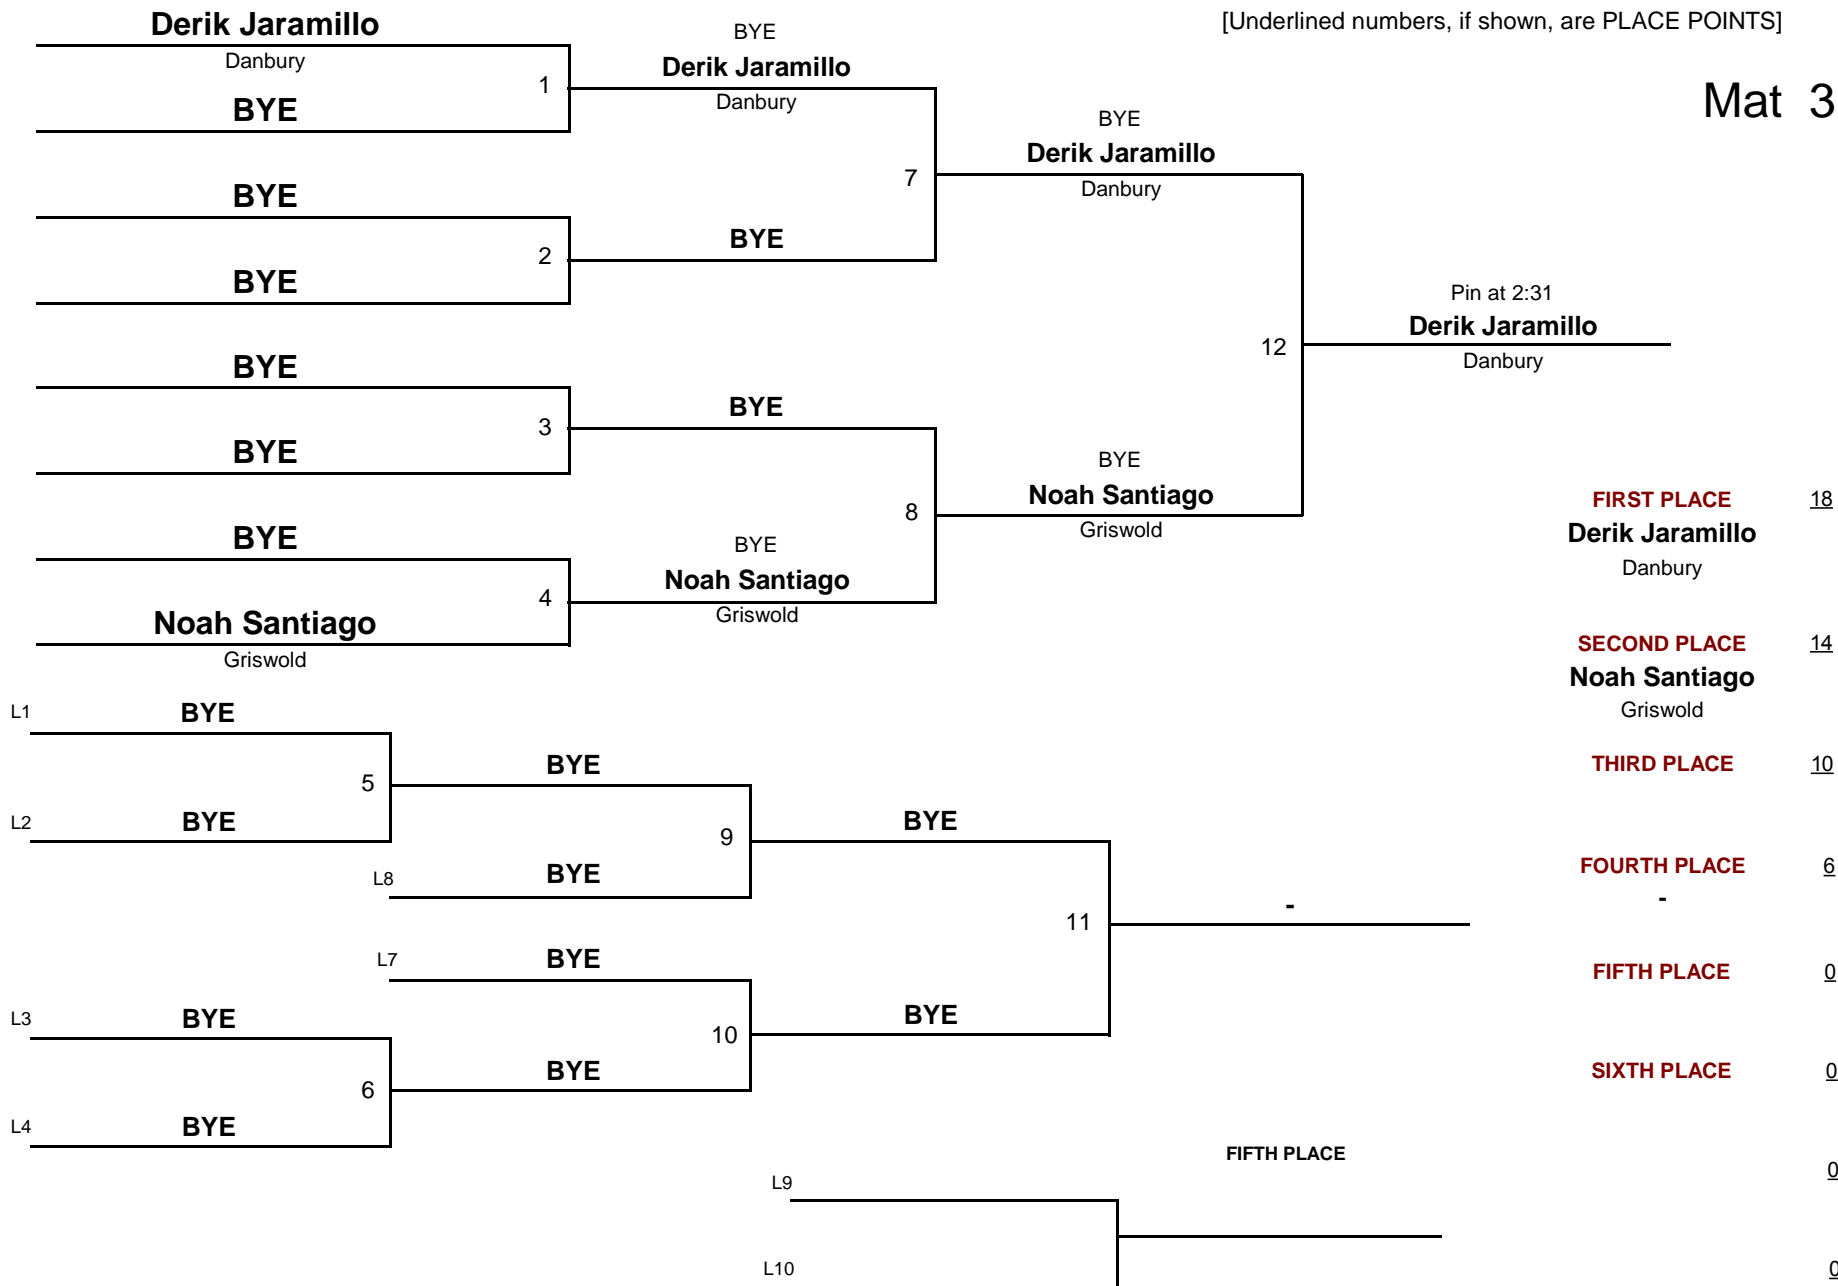 Derik Jaramillo
Danbury
BYE
1
BYE
Derik Jaramillo
Danbury
[Underlined numbers, if shown, are PLACE POINTS]
Mat 3
BYE
Derik Jaramillo
Danbury
7
BYE
BYE
2
BYE
Pin at 2:31
Derik Jaramillo
Danbury
12
BYE
BYE
3
BYE
BYE
Noah Santiago
Griswold
8
BYE
Noah Santiago
Griswold
4
BYE
Noah Santiago
Griswold
FIRST PLACE 18
Derik Jaramillo
Danbury
SECOND PLACE 14
Noah Santiago
Griswold
THIRD PLACE 10
FOURTH PLACE 6
-
FIFTH PLACE 0
SIXTH PLACE 0
0
0
L1 BYE
5
L2 BYE
BYE
9
L8 BYE
BYE
11
-
L7 BYE
10
BYE
BYE
L3 BYE
6
L4 BYE
FIFTH PLACE
L9
L10